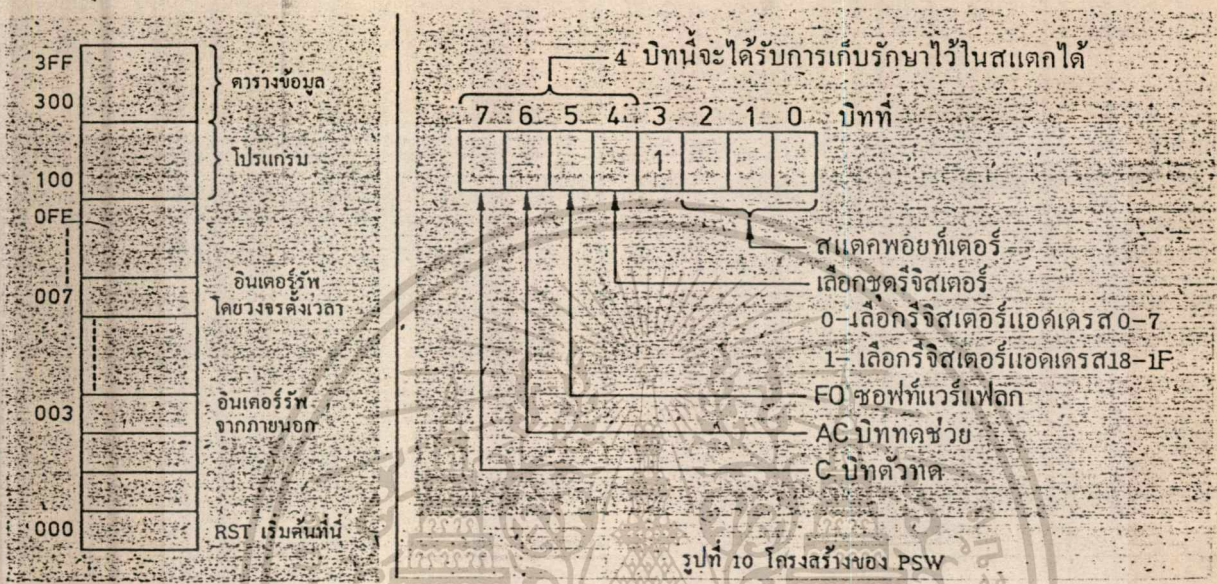 3FF
ตารางข้อมูล
300
โปรแกรม
100
0FE
อินเตอร์รัพ
007
โดยวงจรตั้งเวลา
003
อินเตอร์รัพ
จากภายนอก
000
RST เริ่มต้นที่นี่
4 บิทนี้จะได้รับการเก็บรักษาไว้ในสแตกได้
7 6 5 4 3 2 1 0 บิทที่
1
สแตคพอยท์เตอร์
เลือกชุดรีจิสเตอร์
0-เลือกรีจิสเตอร์แอดเดรส 0-7
1- เลือกรีจิสเตอร์แอดเดรส18-1F
F0 ซอฟท์แวร์แฟลก
AC บิททดช่วย
C บิทตัวทด
รูปที่ 10 โครงสร้างของ PSW